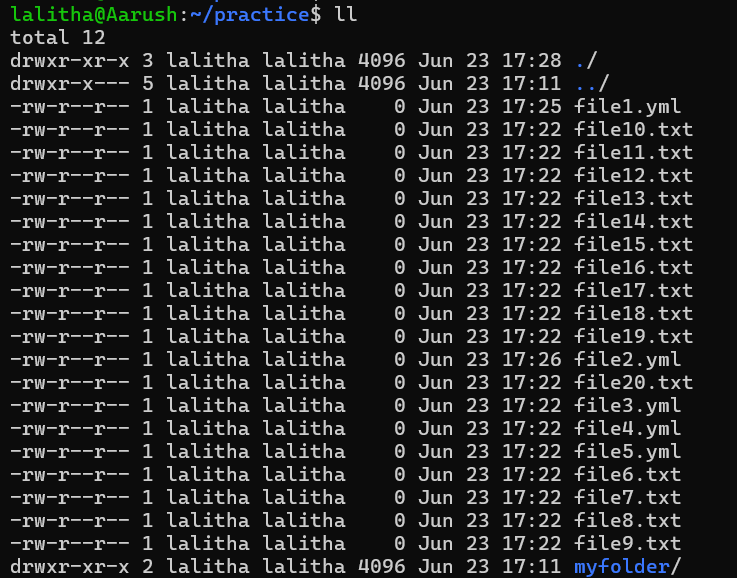 lalitha@Aarush:~/practice$ ll
total 12
drwxr-xr-x 3 lalitha lalitha 4096 Jun 23 17:28 ./
drwxr-x--- 5 lalitha lalitha 4096 Jun 23 17:11 ../
-rw-r--r-- 1 lalitha lalitha    0 Jun 23 17:25 file1.yml
-rw-r--r-- 1 lalitha lalitha    0 Jun 23 17:22 file10.txt
-rw-r--r-- 1 lalitha lalitha    0 Jun 23 17:22 file11.txt
-rw-r--r-- 1 lalitha lalitha    0 Jun 23 17:22 file12.txt
-rw-r--r-- 1 lalitha lalitha    0 Jun 23 17:22 file13.txt
-rw-r--r-- 1 lalitha lalitha    0 Jun 23 17:22 file14.txt
-rw-r--r-- 1 lalitha lalitha    0 Jun 23 17:22 file15.txt
-rw-r--r-- 1 lalitha lalitha    0 Jun 23 17:22 file16.txt
-rw-r--r-- 1 lalitha lalitha    0 Jun 23 17:22 file17.txt
-rw-r--r-- 1 lalitha lalitha    0 Jun 23 17:22 file18.txt
-rw-r--r-- 1 lalitha lalitha    0 Jun 23 17:22 file19.txt
-rw-r--r-- 1 lalitha lalitha    0 Jun 23 17:26 file2.yml
-rw-r--r-- 1 lalitha lalitha    0 Jun 23 17:22 file20.txt
-rw-r--r-- 1 lalitha lalitha    0 Jun 23 17:22 file3.yml
-rw-r--r-- 1 lalitha lalitha    0 Jun 23 17:22 file4.yml
-rw-r--r-- 1 lalitha lalitha    0 Jun 23 17:22 file5.yml
-rw-r--r-- 1 lalitha lalitha    0 Jun 23 17:22 file6.txt
-rw-r--r-- 1 lalitha lalitha    0 Jun 23 17:22 file7.txt
-rw-r--r-- 1 lalitha lalitha    0 Jun 23 17:22 file8.txt
-rw-r--r-- 1 lalitha lalitha    0 Jun 23 17:22 file9.txt
drwxr-xr-x 2 lalitha lalitha 4096 Jun 23 17:11 myfolder/